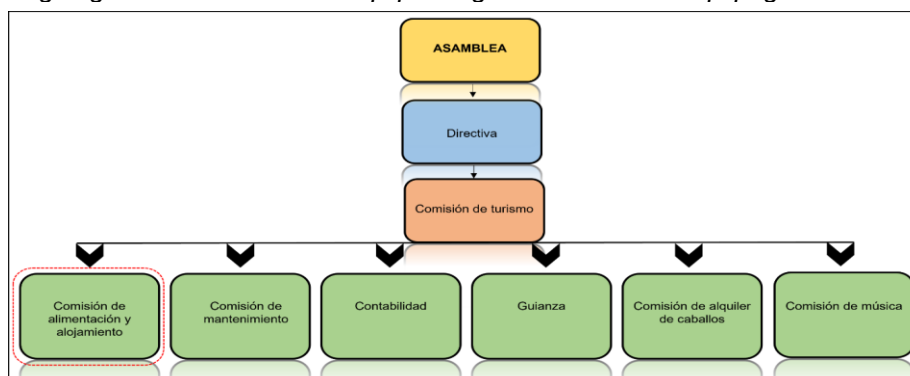 ASAMBLEA
Directiva
Comisión de turismo
Comisión de
alimentación y
alojamiento
Comisión de
mantenimiento
Contabilidad
Guianza
Comisión de alquiler
de caballos
Comisión de música